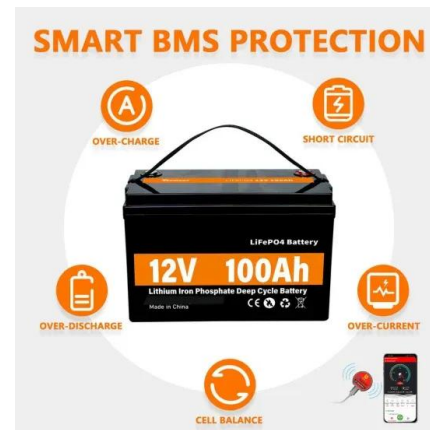 SMART BMS PROTECTION
A
OVER-CHARGE
SHORT CIRCUIT
LiFePO4 Battery
12V 100Ah
Lithium Iron Phosphate Deep Cycle Battery
Made in China
CE
OVER-DISCHARGE
OVER-CURRENT
CELL BALANCE